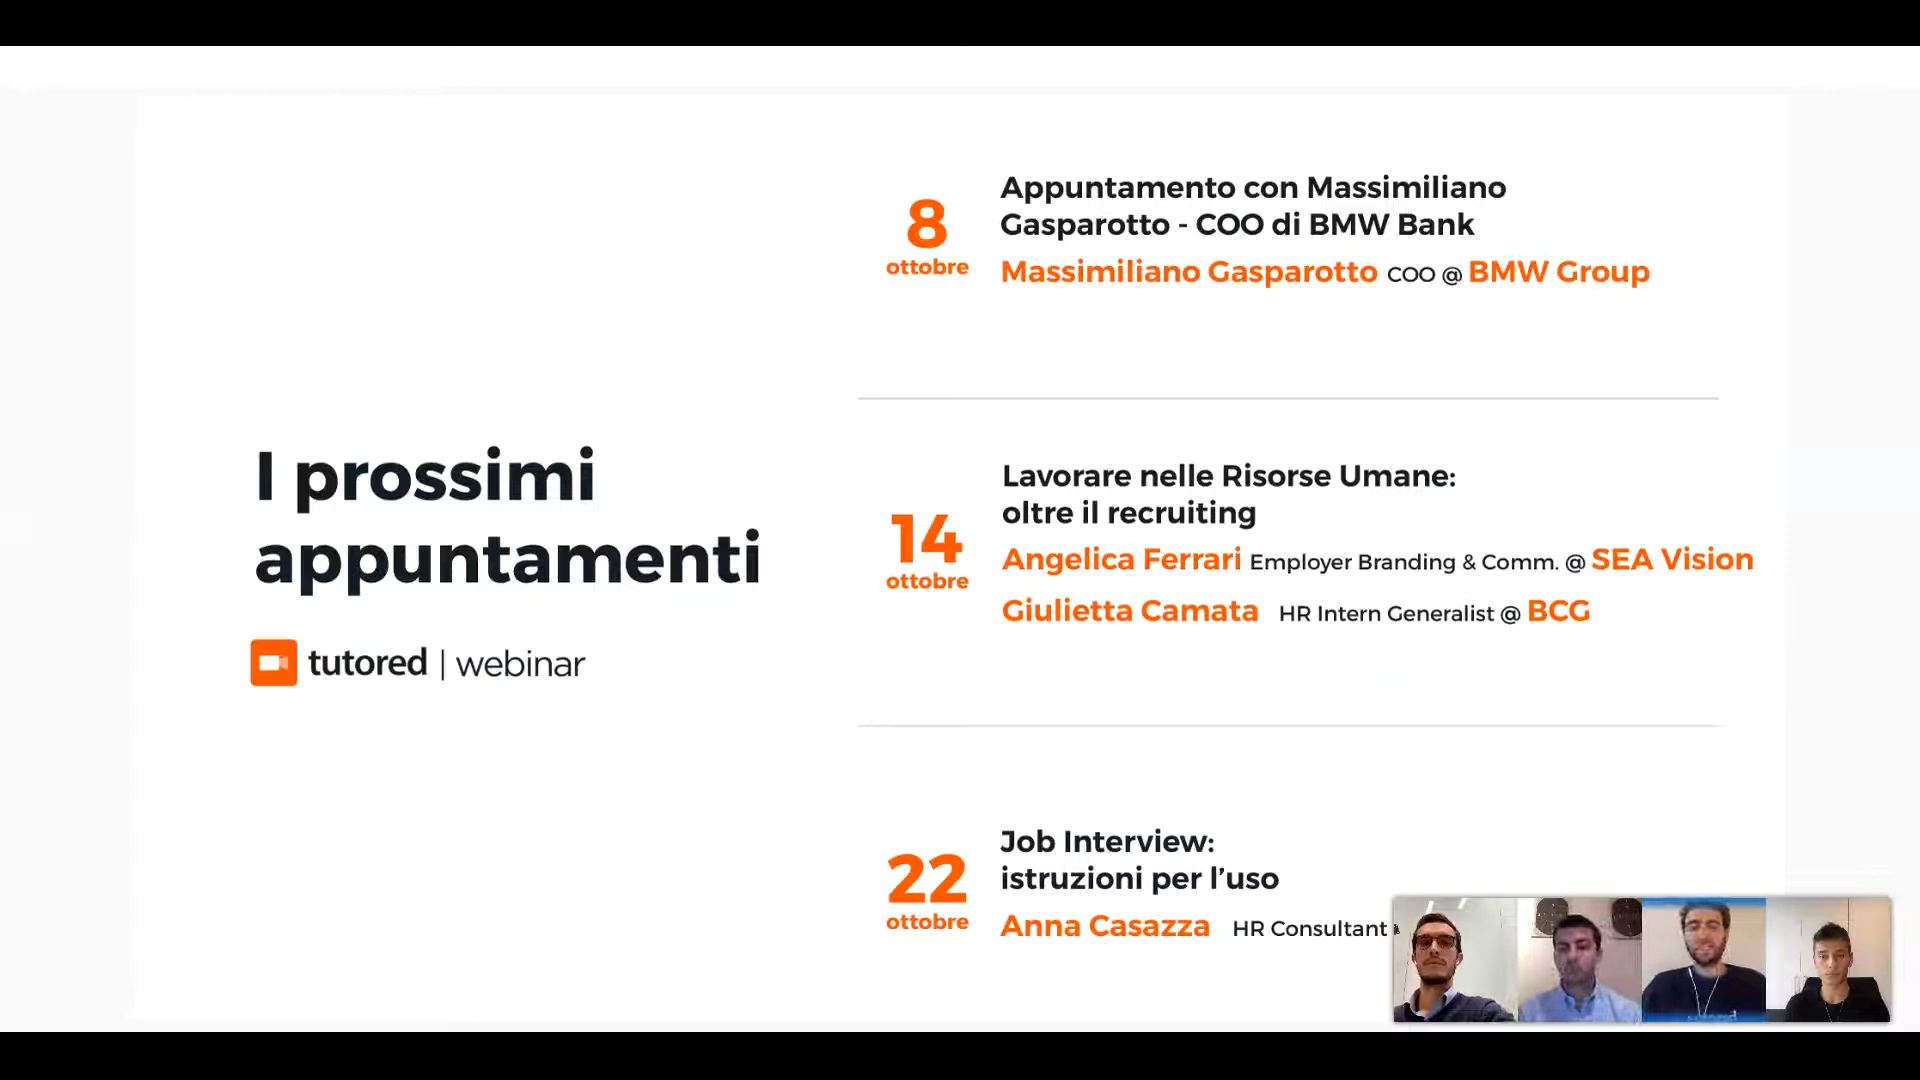 I prossimi
appuntamenti
tutored | webinar
8
ottobre
Appuntamento con Massimiliano
Gasparotto - COO di BMW Bank
Massimiliano Gasparotto COO @ BMW Group
14
ottobre
Lavorare nelle Risorse Umane:
oltre il recruiting
Angelica Ferrari Employer Branding & Comm. @ SEA Vision
Giulietta Camata HR Intern Generalist @ BCG
22
ottobre
Job Interview:
istruzioni per l’uso
Anna Casazza HR Consultant